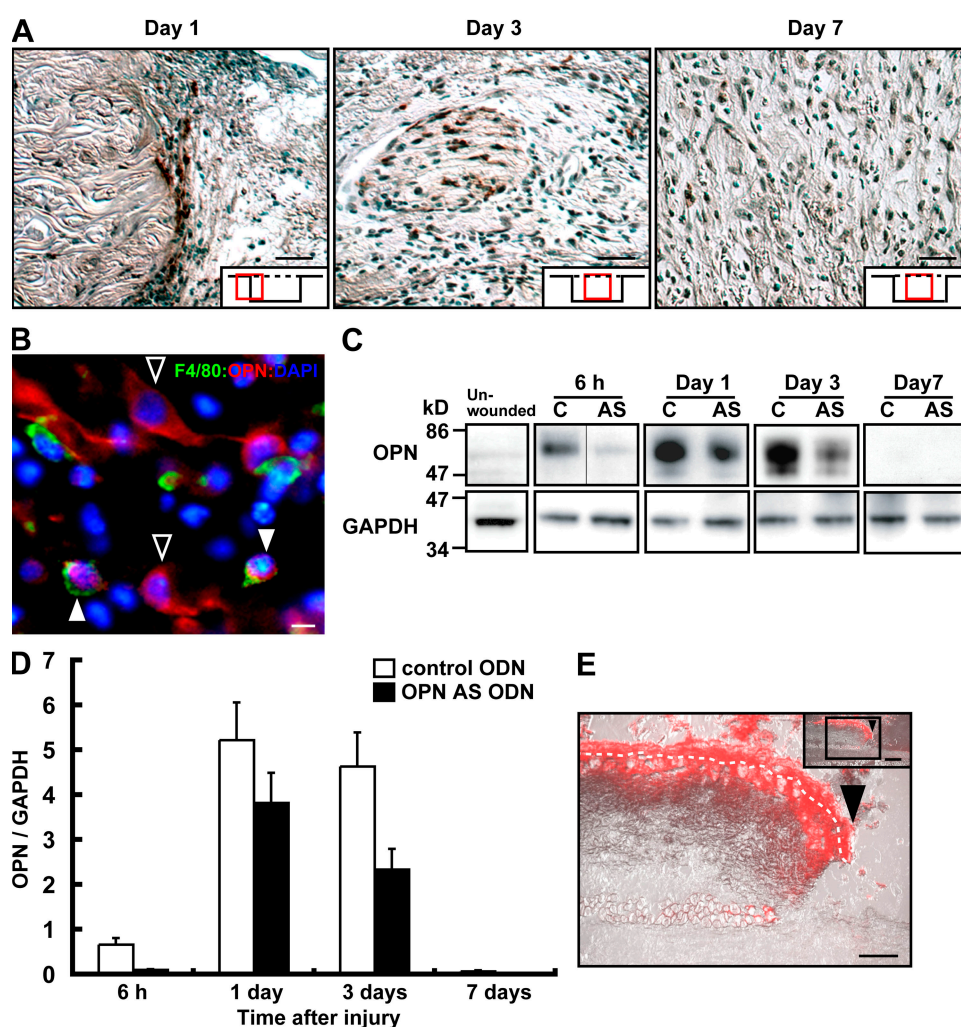 A
Day 1
Day 3
Day 7
B
F4/80:OPN:DAPI
C
kD
Un-
wounded
6 h
Day 1
Day 3
Day7
C AS
C AS
C AS
C AS
OPN
86
47
GAPDH
47
34
D
OPN / GAPDH
7
6
5
4
3
2
1
0
control ODN
OPN AS ODN
6 h
1 day
3 days
7 days
Time after injury
E